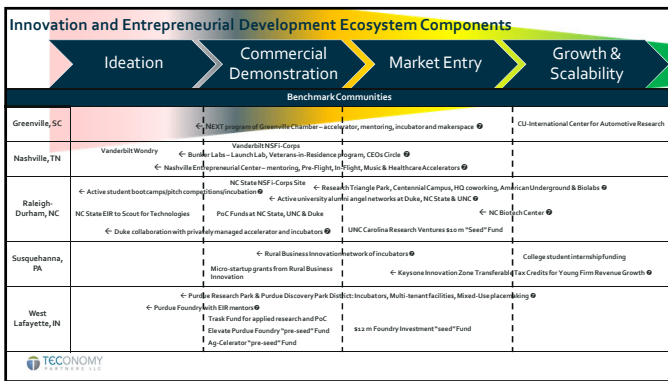 Innovation and Entrepreneurial Development Ecosystem Components
Ideation
Commercial
Demonstration
Market Entry
Growth &
Scalability
Benchmark Communities
Greenville, SC
← NEXT program of Greenville Chamber – accelerator, mentoring, incubator and makerspace
CU-International Center for Automotive Research
Nashville, TN
Vanderbilt Wondry
Vanderbilt NSF i-Corps
← Bunker Labs – Launch Lab, Veterans-in-Residence program, CEOs Circle
← Nashville Entrepreneurial Center – mentoring, Pre-Flight, In-Flight, Music & Healthcare Accelerators
Raleigh-
Durham, NC
NC State NSF i-Corps Site
← Research Triangle Park, Centennial Campus, HQ coworking, American Underground & Biolabs
← Active student bootcamps/pitch competitions/incubation
← Active university alumni angel networks at Duke, NC State & UNC
NC State EIR to Scout for Technologies
PoC Funds at NC State, UNC & Duke
← NC Biotech Center
← Duke collaboration with privately managed accelerator and incubators
UNC Carolina Research Ventures $10 m “Seed” Fund
Susquehanna,
PA
← Rural Business Innovation network of incubators
College student internship funding
Micro-startup grants from Rural Business
Innovation
← Keysone Innovation Zone Transferable Tax Credits for Young Firm Revenue Growth
West
Lafayette, IN
← Purdue Research Park & Purdue Discovery Park District: Incubators, Multi-tenant facilities, Mixed-Use placemaking
← Purdue Foundry with EIR mentors
Trask Fund for applied research and PoC
Elevate Purdue Foundry “pre-seed” Fund
$12 m Foundry Investment “seed” Fund
Ag-Celerator “pre-seed” Fund
TECONOMY
PARTNERS LLC